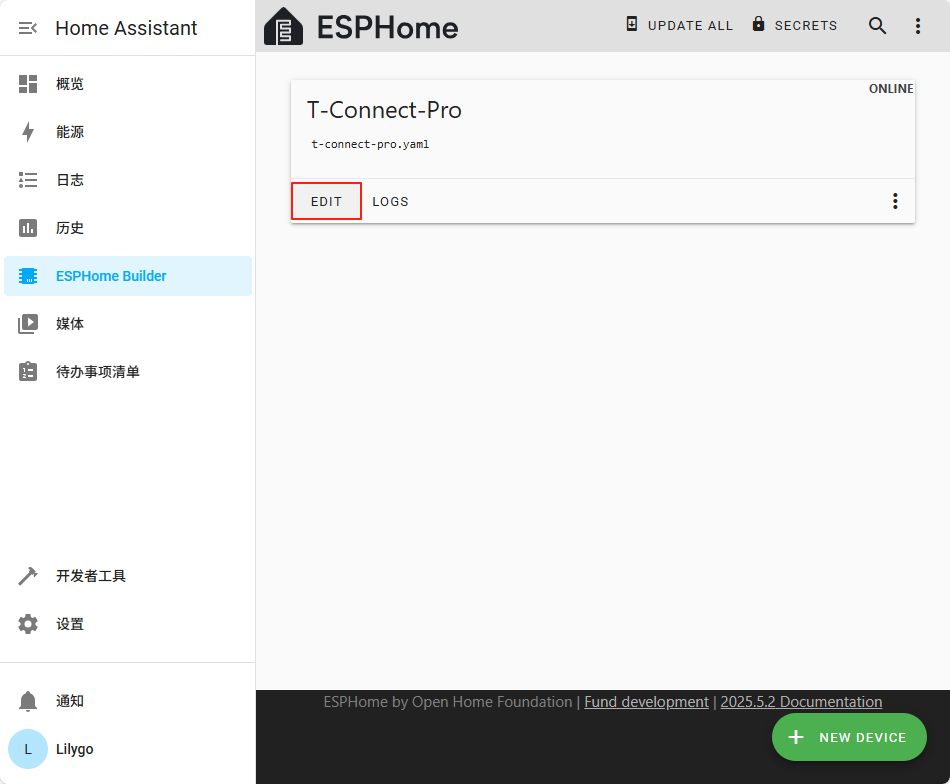 Home Assistant
概览
能源
日志
历史
ESPHome Builder
媒体
待办事项清单
开发者工具
设置
通知
L Lilygo
ESPHome
UPDATE ALL SECRETS
ONLINE
T-Connect-Pro
t-connect-pro.yaml
EDIT LOGS
ESPHome by Open Home Foundation | Fund development | 2025.5.2 Documentation
+ NEW DEVICE